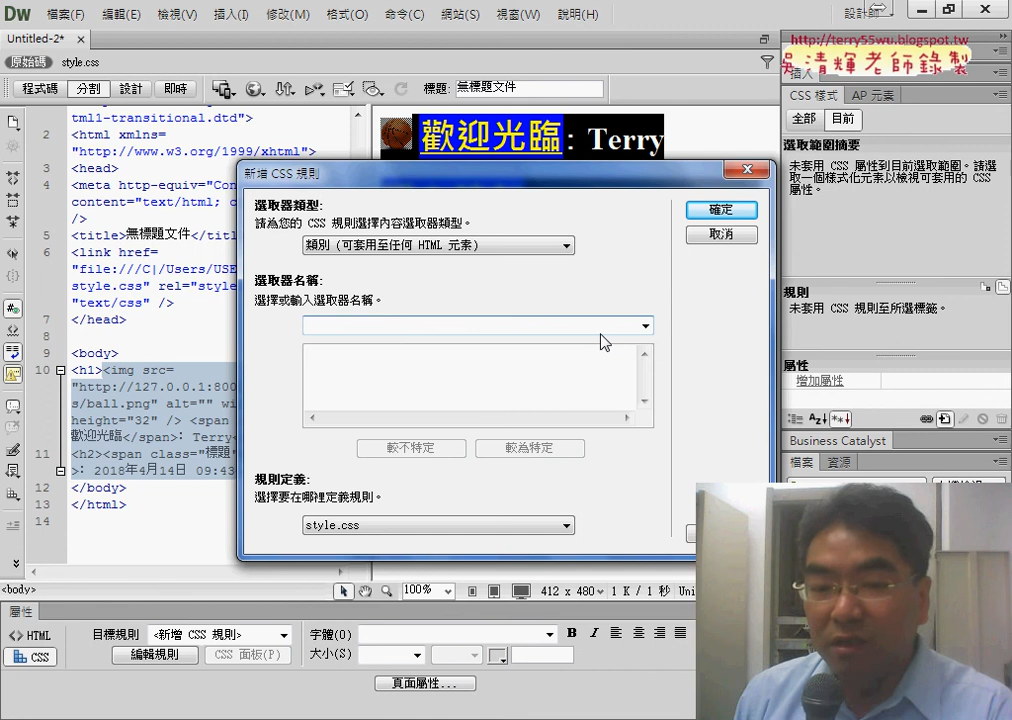 Dw 檔案(F) 編輯(E) 檢視(V) 插入(I) 修改(M) 格式(O) 命令(C) 網站(S) 視窗(W) 說明(H)
Untitled-2* ×
http://terry55wu.blogspot.tw
吳清輝老師錄製
原始碼 style.css
程式碼 分割 設計 即時 標題: 無標題文件
CSS 樣式 AP 元素
全部 目前
選取範圍摘要
未套用 CSS 屬性到目前選取範圍。請選
取一個樣式化元素以檢視可套用的 CSS
屬性。
tml1-transitional.dtd">
2 <html xmlns=
"http://www.w3.org/1999/xhtml">
3 <head>
4 <meta http-equiv="Con
content="text/html; c
/>
5 <title>無標題文件</tit
6 <link href=
"file:///C|/Users/USE
style.css" rel="style
"text/css" />
7 </head>
8
9 <body>
10 <h1><img src=
"http://127.0.0.1:800
s/ball.png" alt="" wi
height="32" /> <span
歡迎光臨</span>: Terry<
11 <h2><span class="標題"
>: 2018年4月14日 09:43
12 </body>
13 </html>
14
歡迎光臨: Terry
新增 CSS 規則
選取器類型:
請為您的 CSS 規則選擇內容選取器類型。
類別 (可套用至任何 HTML 元素)
確定
取消
選取器名稱:
選擇或輸入選取器名稱。
較不特定 較為特定
規則定義:
選擇要在哪裡定義規則。
style.css
規則
未套用 CSS 規則至所選標籤。
屬性
增加屬性
Business Catalyst
檔案 資源
<body> 100% 412 x 480 1 K / 1 秒 Uni
屬性
<> HTML 目標規則 <新增 CSS 規則> 字體(O) B I
CSS 編輯規則 CSS 面板(P) 大小(S)
頁面屬性...